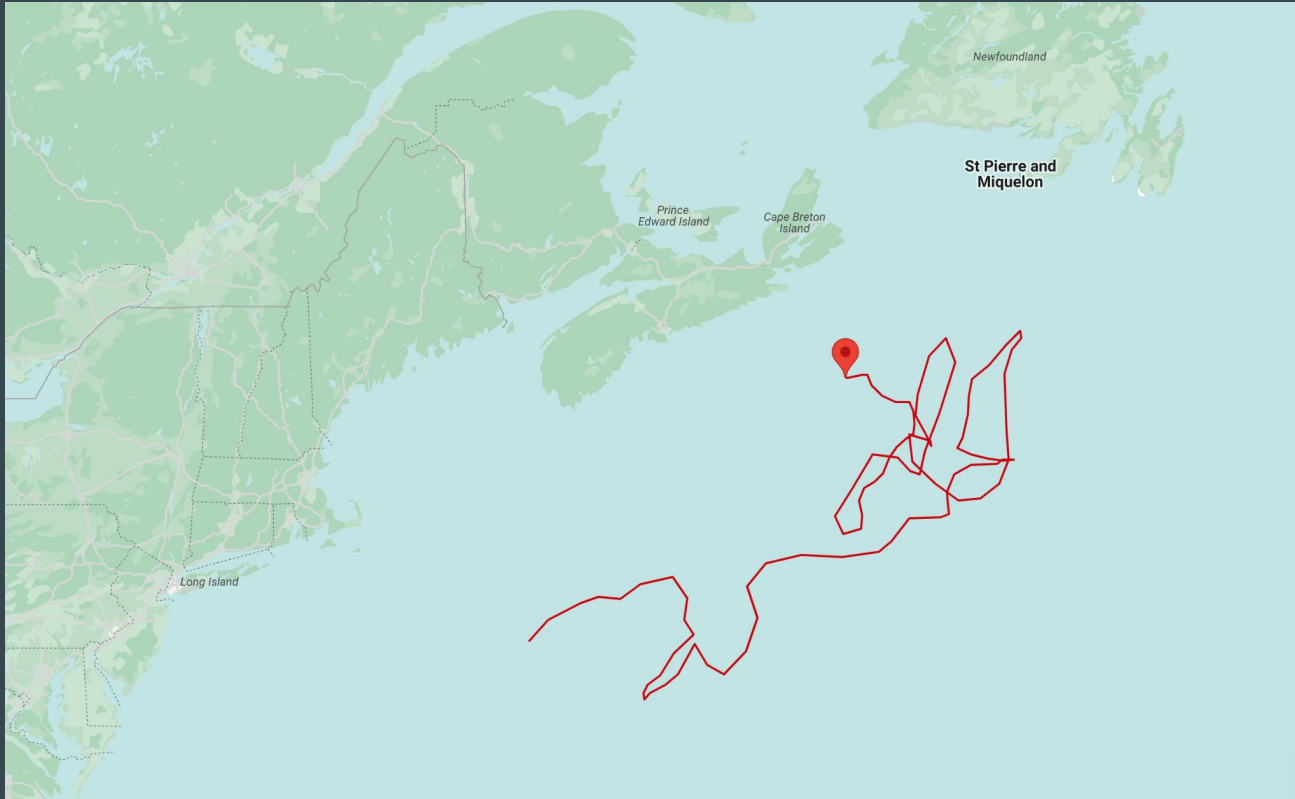 Newfoundland
St Pierre and
Miquelon
Prince
Edward Island
Cape Breton
Island
Long Island